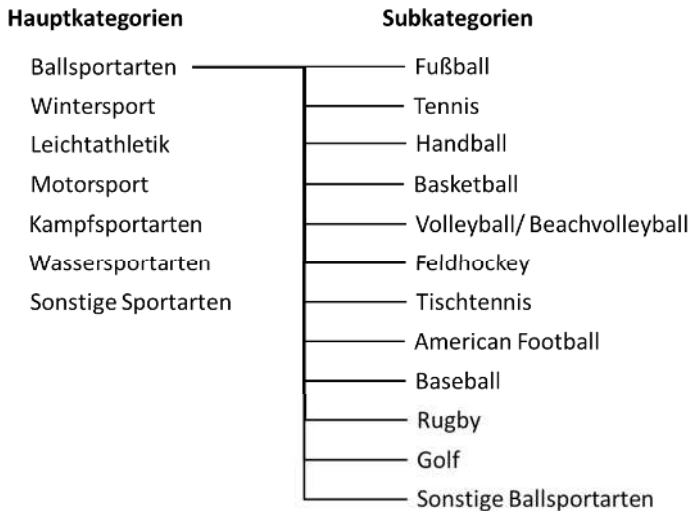 Hauptkategorien Subkategorien
Ballsportarten Fußball
Wintersport Tennis
Leichtathletik Handball
Motorsport Basketball
Kampfsportarten Volleyball/ Beachvolleyball
Wassersportarten Feldhockey
Sonstige Sportarten Tischtennis
American Football
Baseball
Rugby
Golf
Sonstige Ballsportarten